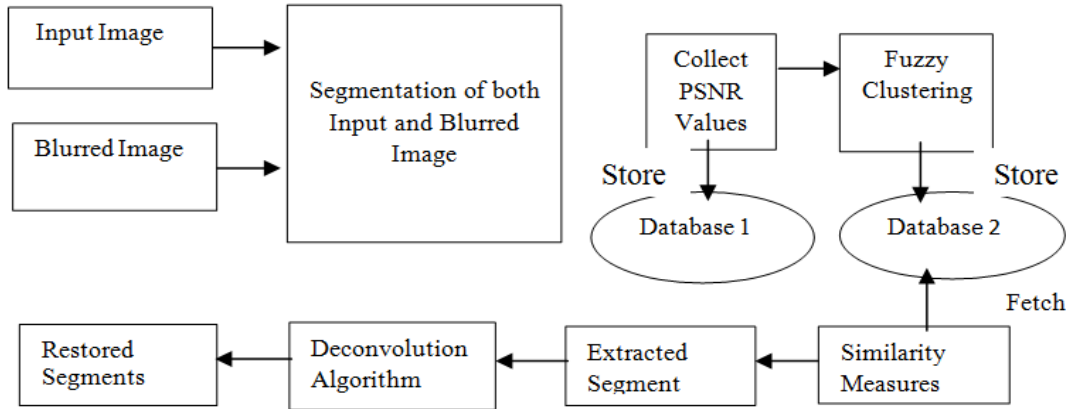 Input Image
Blurred Image
Segmentation of both
Input and Blurred
Image
Collect
PSNR
Values
Fuzzy
Clustering
Store
Store
Database 1
Database 2
Fetch
Restored
Segments
Deconvolution
Algorithm
Extracted
Segment
Similarity
Measures